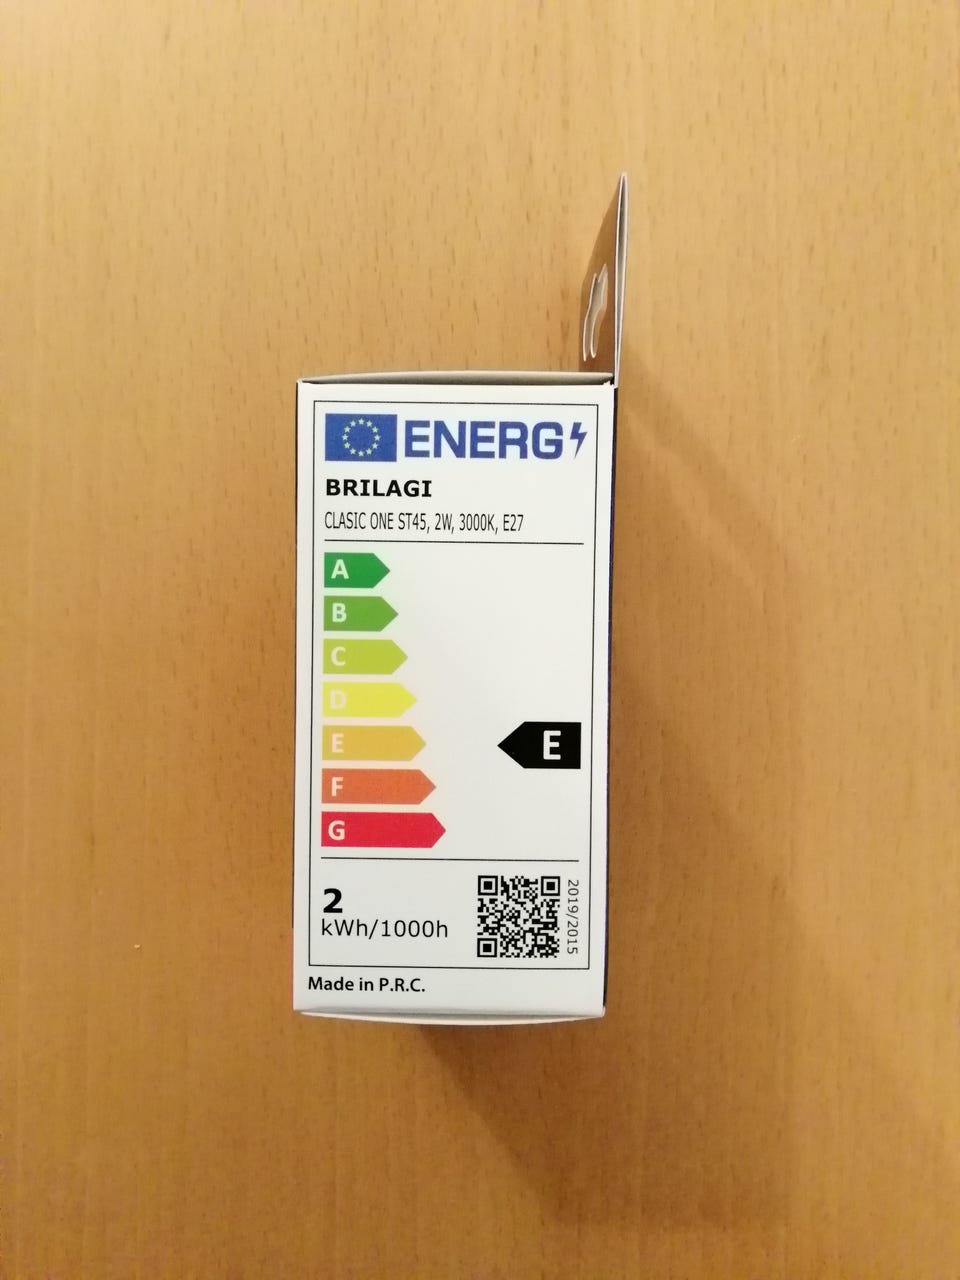 ENERG
BRILAGI
CLASIC ONE ST45, 2W, 3000K, E27
A
B
C
D
E
E
F
G
2
kWh/1000h
2019/2015
Made in P.R.C.